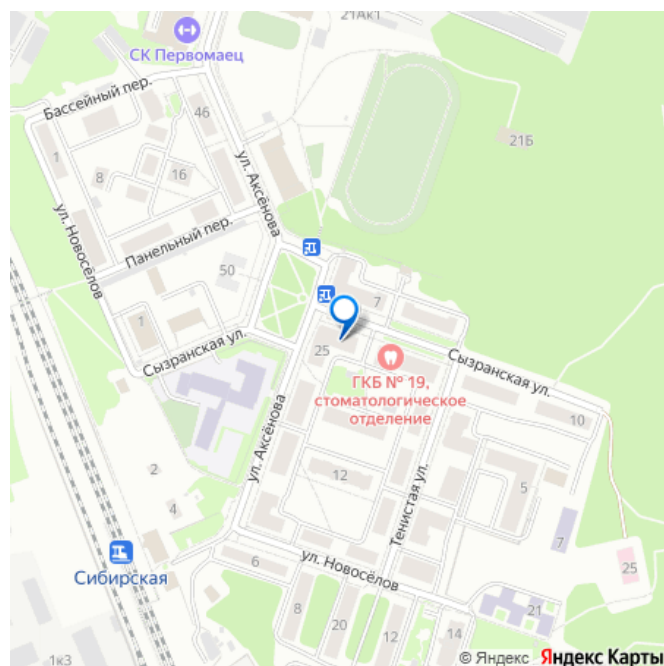 21Ак1
СК Первомаец
Бассейный пер.
46
21Б
1
8
16
ул. Аксёнова
ул. Новосёлов
Панельный пер.
50
7
1
Сызранская ул.
25
Сызранская ул.
ГКБ № 19,
стоматологическое
отделение
10
ул. Аксёнова
12
2
5
Тенистая ул.
4
7
Сибирская
6
ул. Новосёлов
25
8
20
21
12
14
1к3
© Яндекс Яндекс Карты